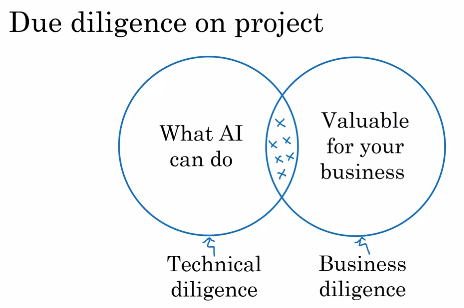 Due diligence on project
What AI
can do
Valuable
for your
business
Technical
diligence
Business
diligence